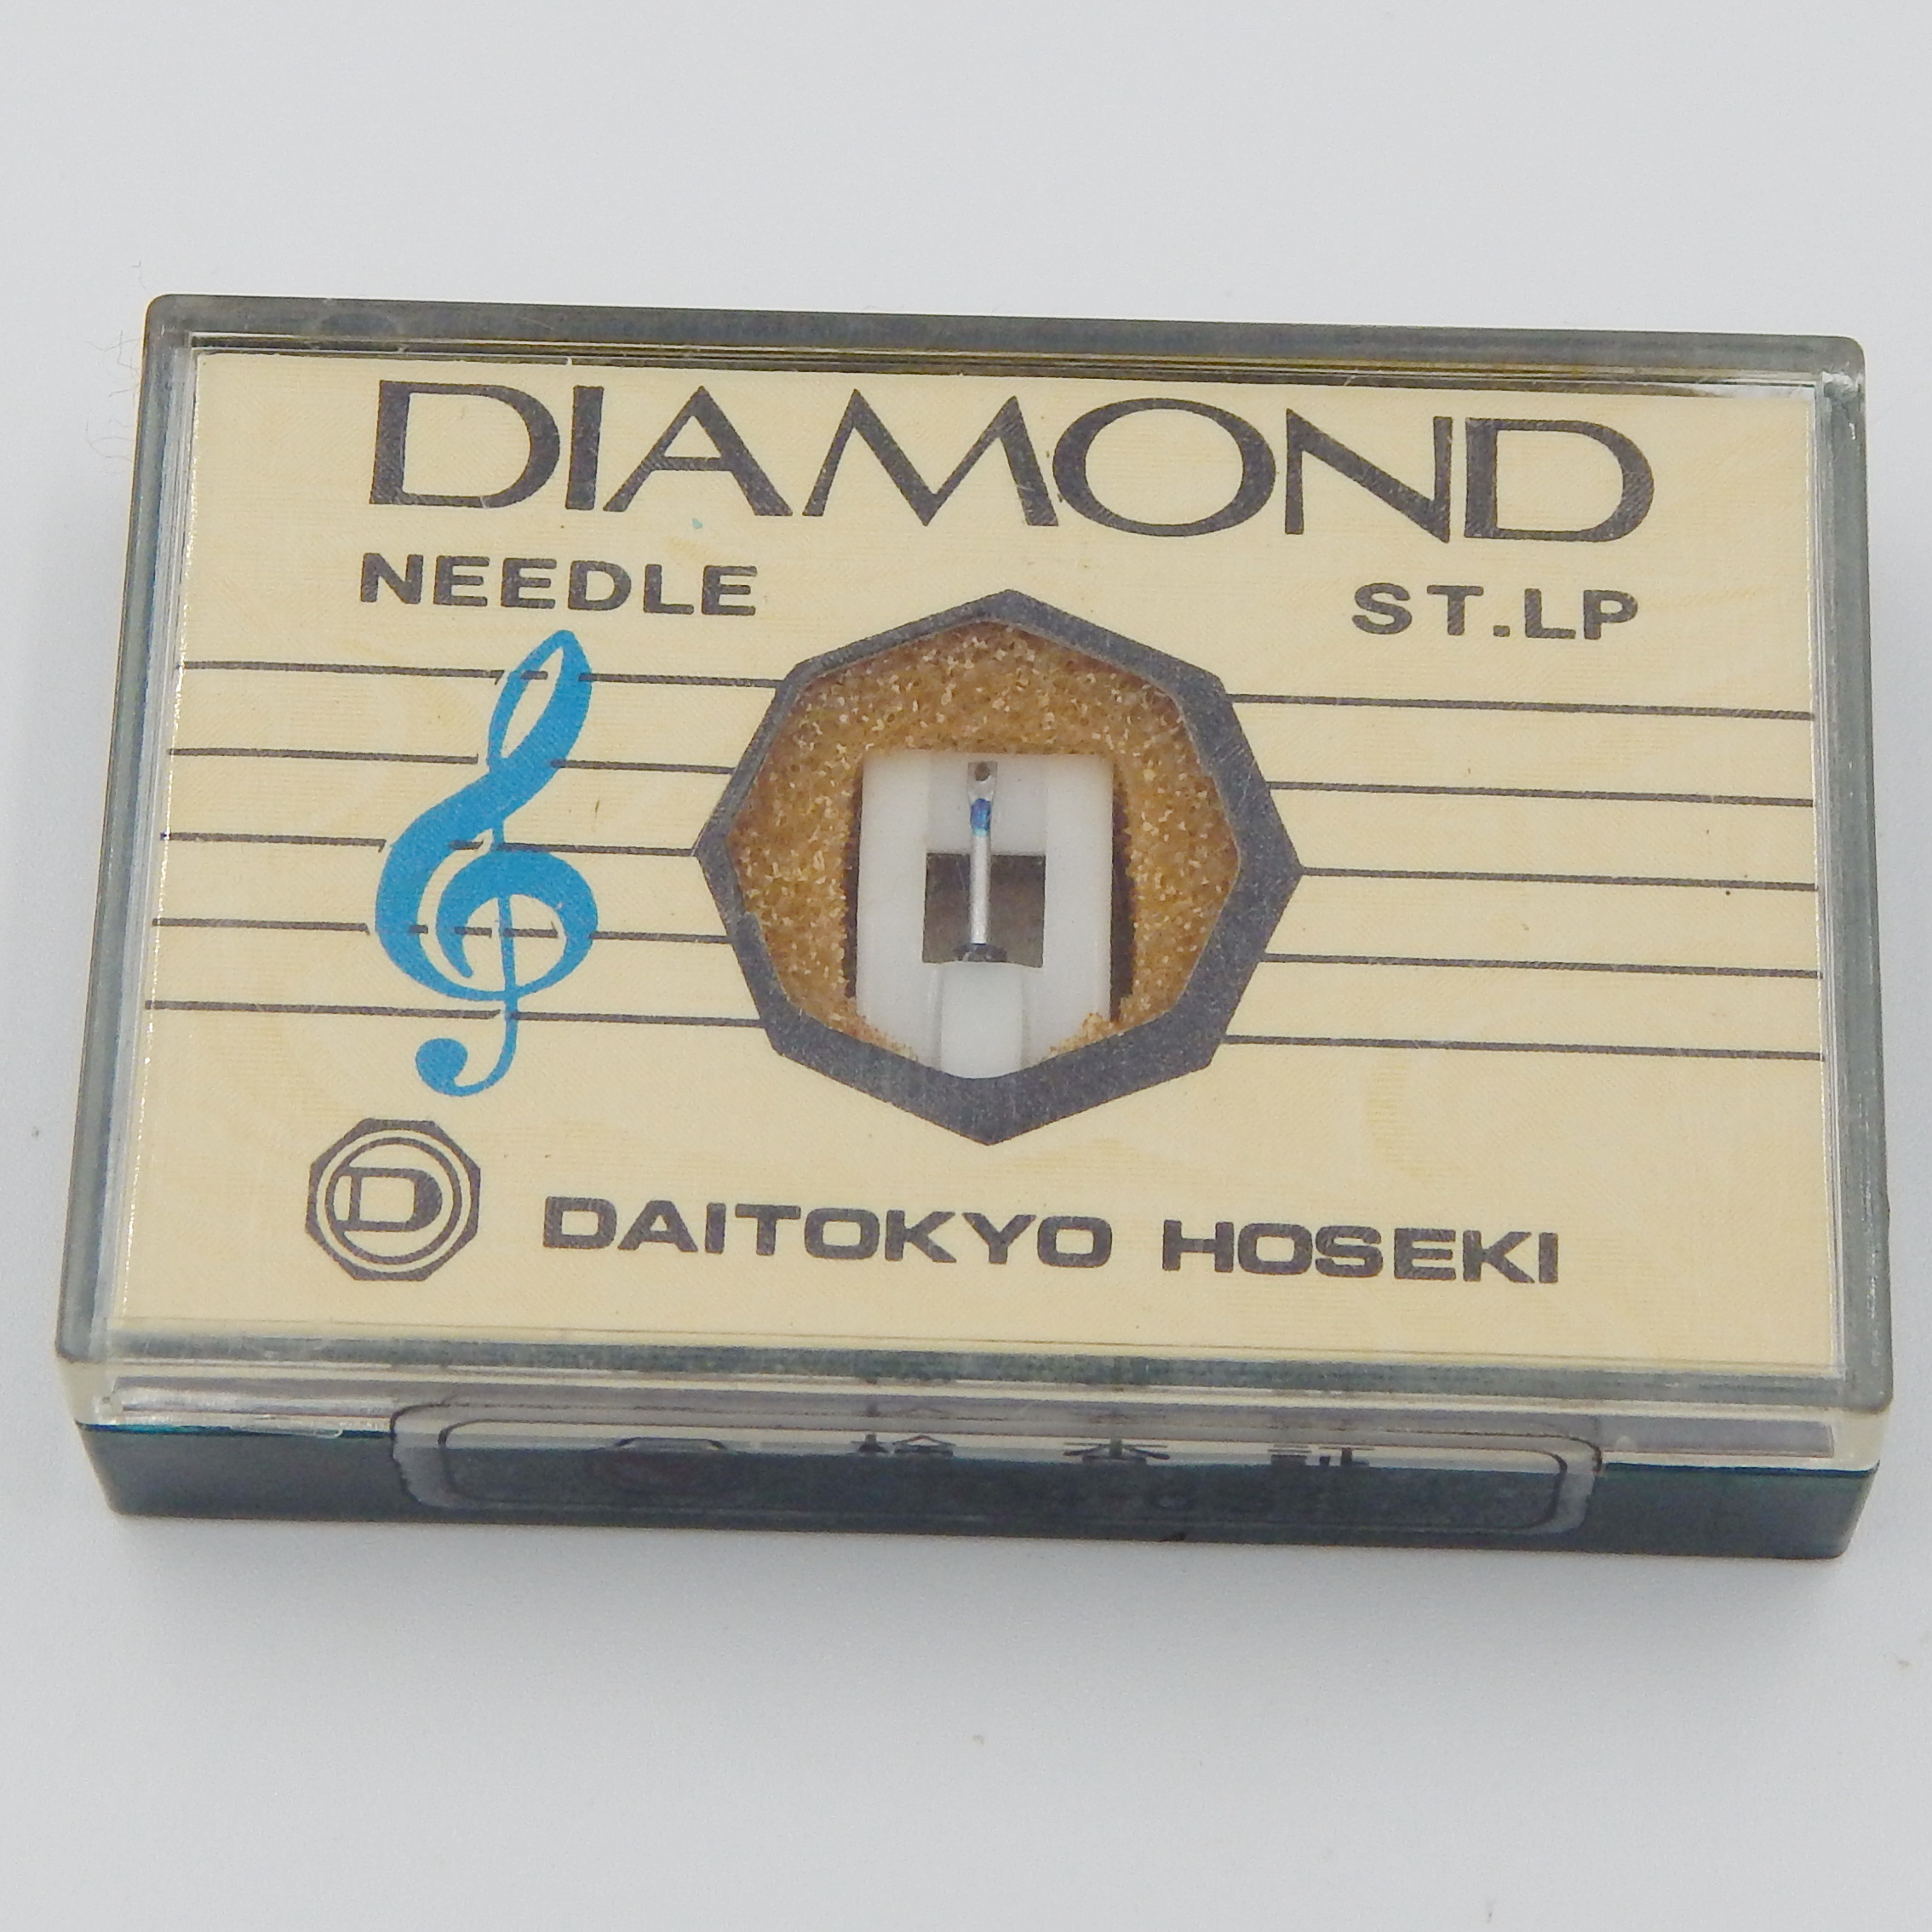 DIAMOND
NEEDLE ST.LP
D DAITOKYO HOSEKI